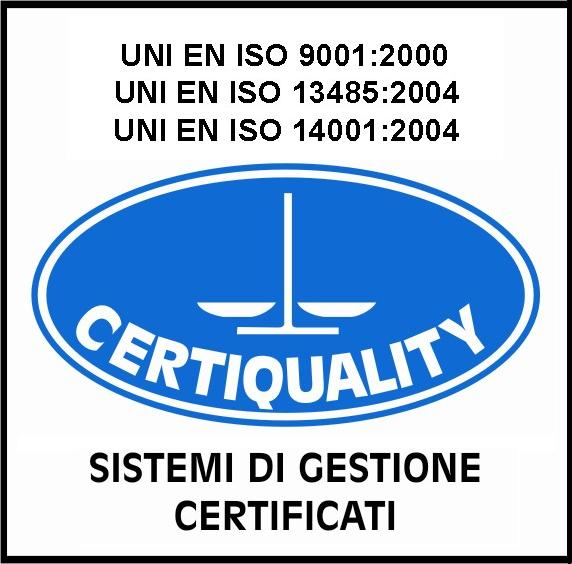 UNI EN ISO 9001:2000
UNI EN ISO 13485:2004
UNI EN ISO 14001:2004
CERTIQUALITY
SISTEMI DI GESTIONE
CERTIFICATI